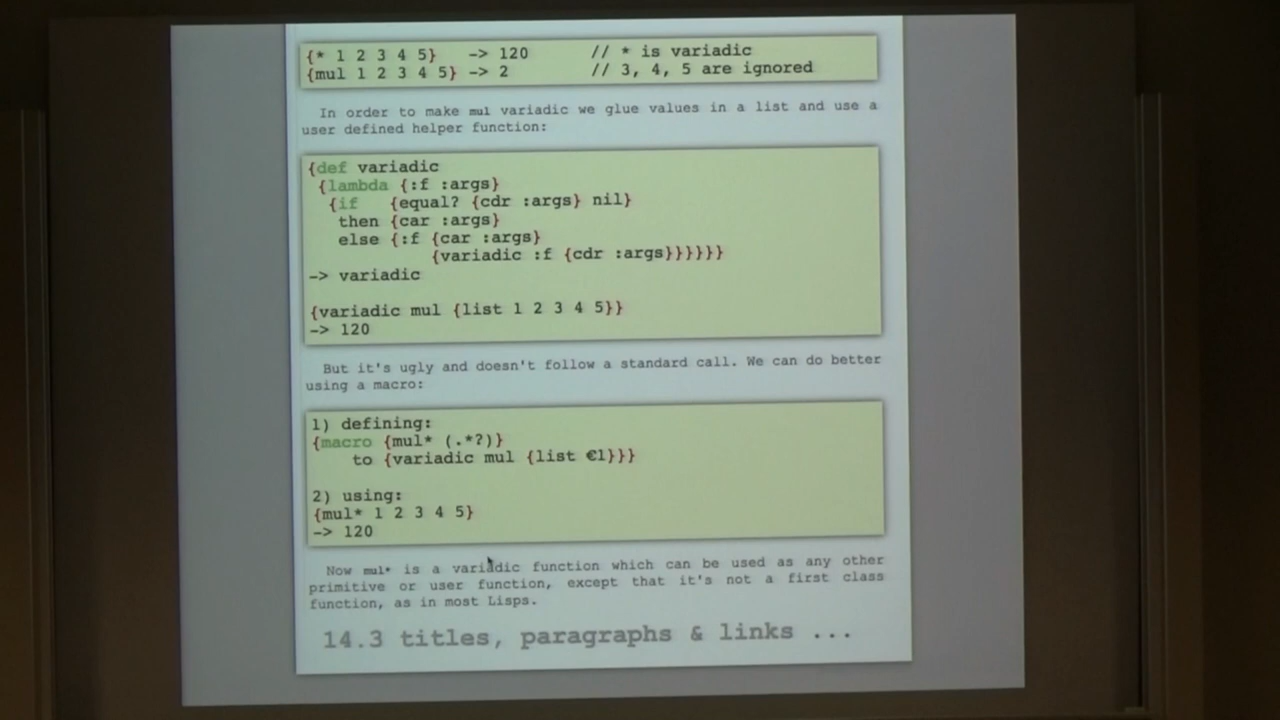 {* 1 2 3 4 5}   -> 120      // * is variadic
{mul 1 2 3 4 5} -> 2        // 3, 4, 5 are ignored
In order to make mul variadic we glue values in a list and use a
user defined helper function:
{def variadic
 {lambda {:f :args}
  {if   {equal? {cdr :args} nil}
   then {car :args}
   else {:f {car :args}
            {variadic :f {cdr :args}}}}}}
-> variadic
{variadic mul {list 1 2 3 4 5}}
-> 120
But it's ugly and doesn't follow a standard call. We can do better
using a macro:
1) defining:
{macro {mul* (.*?)}
    to {variadic mul {list €1}}}
2) using:
{mul* 1 2 3 4 5}
-> 120
Now mul* is a variadic function which can be used as any other
primitive or user function, except that it's not a first class
function, as in most Lisps.
14.3 titles, paragraphs & links ...